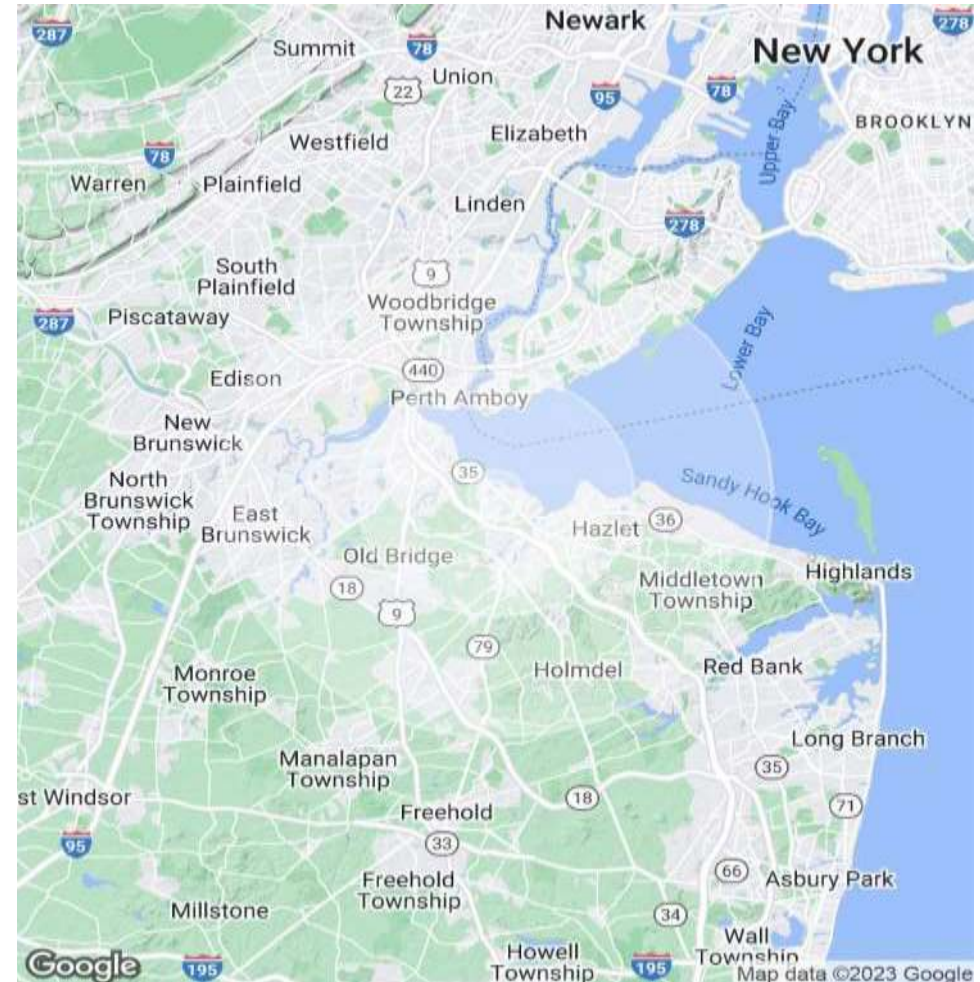 287
Summit
78
Newark
278
New York
Union
22
95
78
BROOKLYN
Westfield
Elizabeth
Upper Bay
78
Warren
Plainfield
Linden
278
South
Plainfield
9
Woodbridge
Township
287
Piscataway
Lower Bay
Edison
440
Perth Amboy
New
Brunswick
35
North
Brunswick
Township
Sandy Hook Bay
East
Brunswick
Hazlet
36
Old Bridge
18
Middletown
Township
Highlands
9
79
Monroe
Township
Holmdel
Red Bank
Manalapan
Township
Long Branch
35
st Windsor
18
71
Freehold
95
33
66
Asbury Park
Freehold
Township
Millstone
34
Wall
Township
Howell
Township
Google
195
195
Map data ©2023 Google